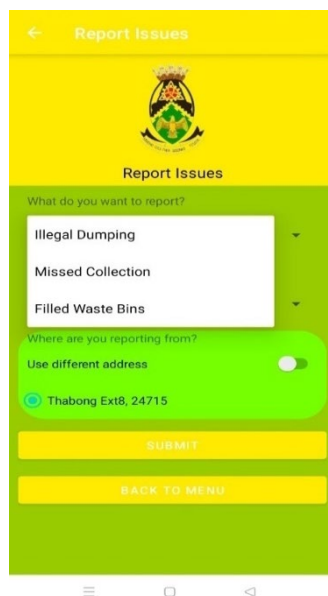 Report Issues
Report Issues
What do you want to report?
Illegal Dumping
Missed Collection
Filled Waste Bins
Where are you reporting from?
Use different address
Thabong Ext8, 24715
SUBMIT
BACK TO MENU